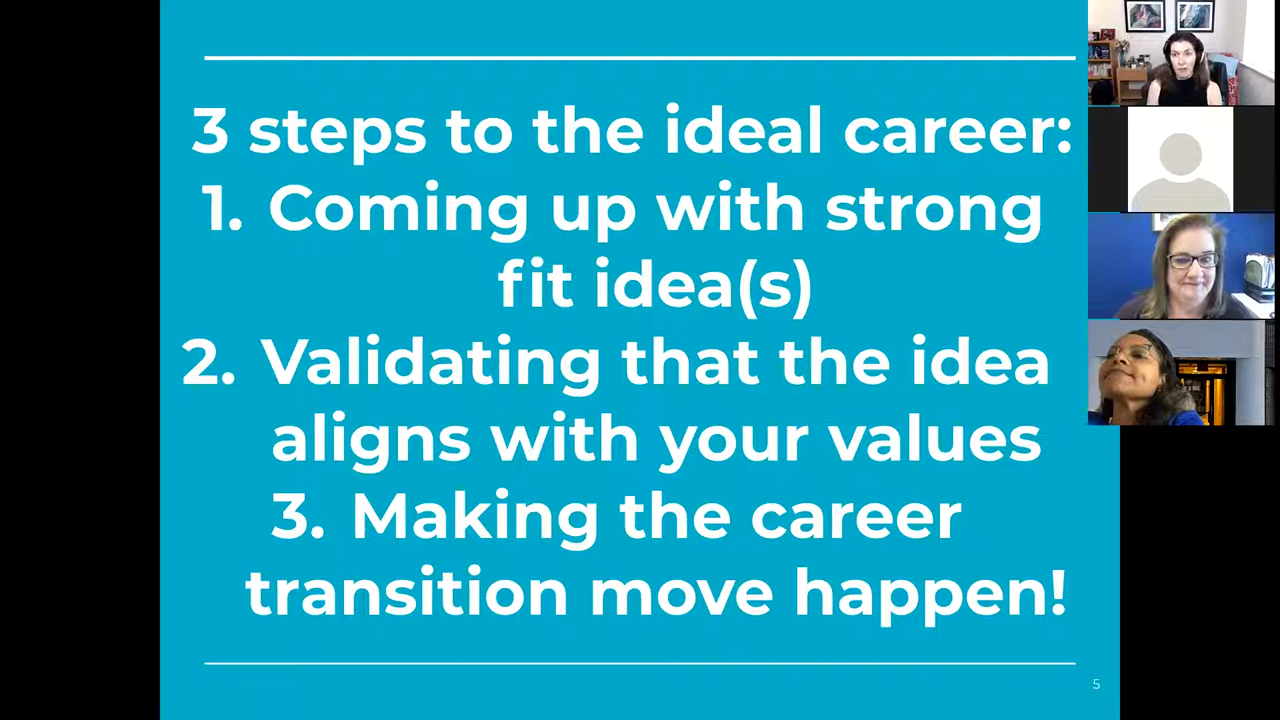 3 steps to the ideal career:
1. Coming up with strong
fit idea(s)
2. Validating that the idea
aligns with your values
3. Making the career
transition move happen!
5